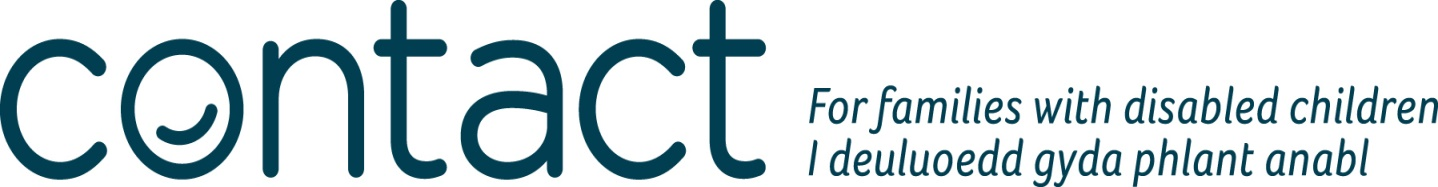 contact
For families with disabled children
I deuluoedd gyda phlant anabl